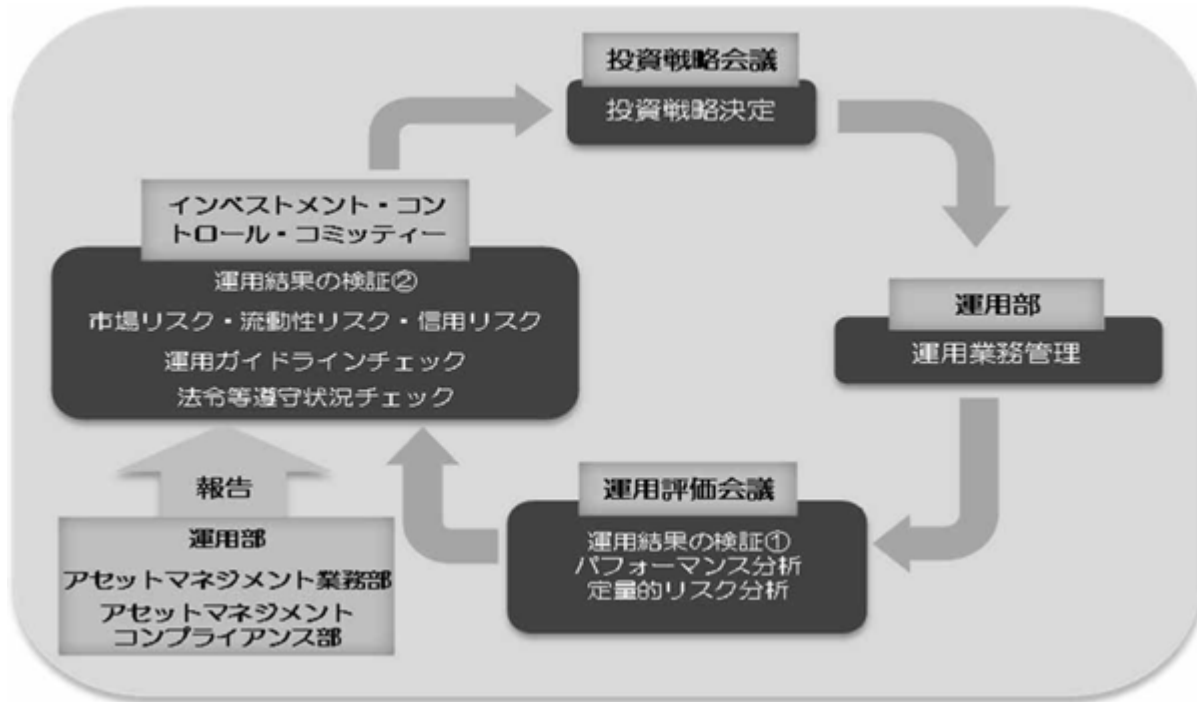 投資戦略会議
投資戦略決定
インベストメント・コン
トロール・コミッティー
運用結果の検証②
市場リスク・流動性リスク・信用リスク
運用ガイドラインチェック
法令等遵守状況チェック
運用部
運用業務管理
運用評価会議
運用結果の検証①
パフォーマンス分析
定量的リスク分析
報告
運用部
アセットマネジメント業務部
アセットマネジメント
コンプライアンス部